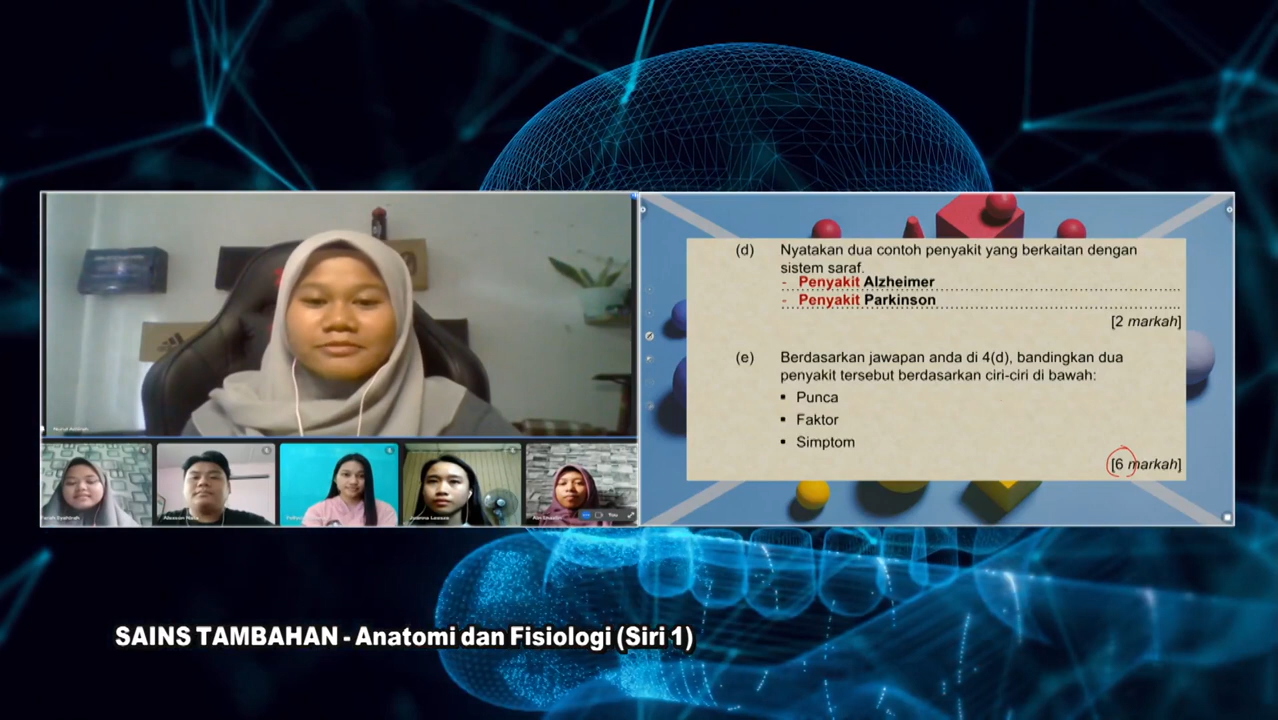 (d) Nyatakan dua contoh penyakit yang berkaitan dengan
sistem saraf.
- Penyakit Alzheimer
- Penyakit Parkinson
[2 markah]
(e) Berdasarkan jawapan anda di 4(d), bandingkan dua
penyakit tersebut berdasarkan ciri-ciri di bawah:
▪ Punca
▪ Faktor
▪ Simptom
[6 markah]
SAINS TAMBAHAN - Anatomi dan Fisiologi (Siri 1)